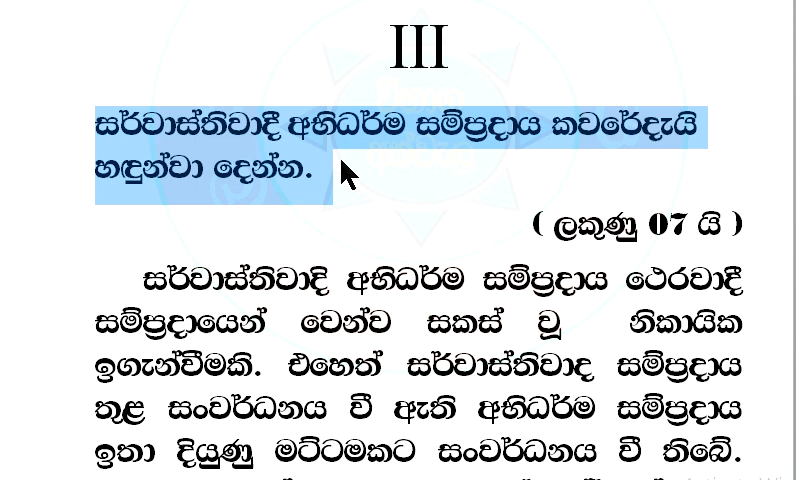 III
සර්වාස්තිවාදී අභිධර්ම සම්ප්‍රදාය කවරේදැයි
හඳුන්වා දෙන්න.
( ලකුණු 07 යි )
සර්වාස්තිවාදි අභිධර්ම සම්ප්‍රදාය ථෙරවාදී
සම්ප්‍රදායෙන් වෙන්ව සකස් වූ නිකායික
ඉගැන්වීමකි. එහෙත් සර්වාස්තිවාද සම්ප්‍රදාය
තුළ සංවර්ධනය වී ඇති අභිධර්ම සම්ප්‍රදාය
ඉතා දියුණු මට්ටමකට සංවර්ධනය වී තිබේ.